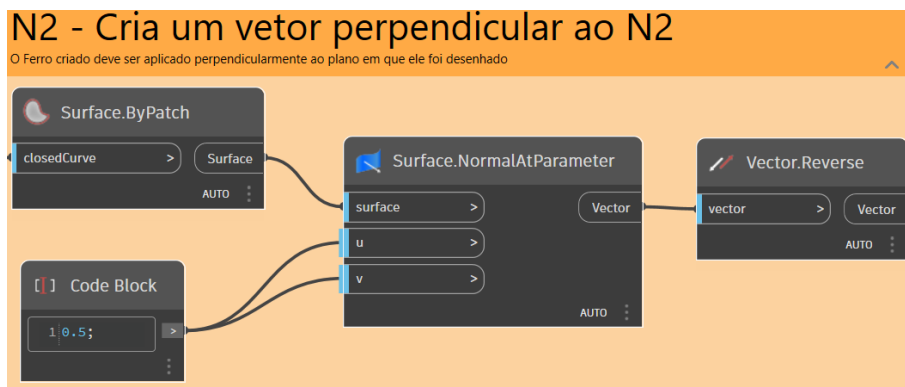 N2 - Cria um vetor perpendicular ao N2
O Ferro criado deve ser aplicado perpendicularmente ao plano em que ele foi desenhado
Surface.ByPatch
closedCurve > Surface
AUTO
Surface.NormalAtParameter
surface > Vector
u >
v >
AUTO
Vector.Reverse
vector > Vector
AUTO
[ ] Code Block
1 0.5; >